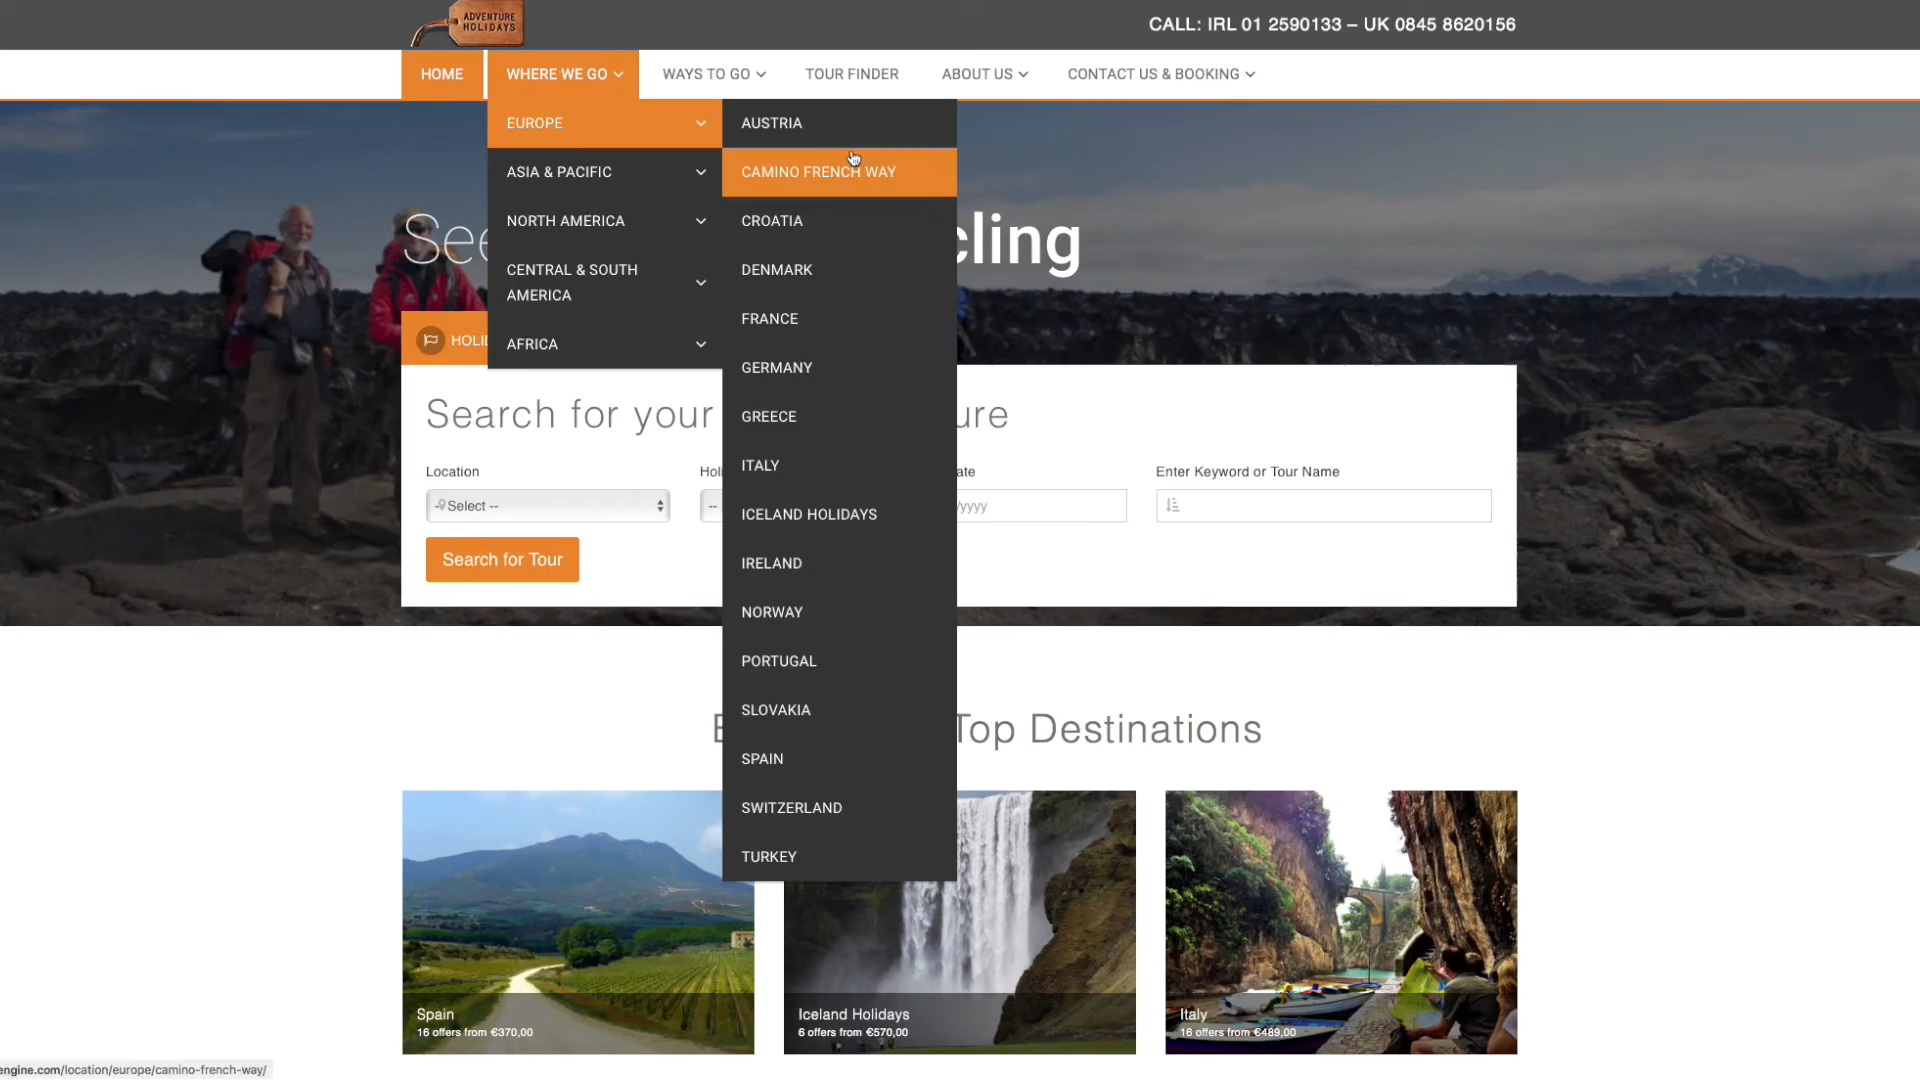 ADVENTURE
HOLIDAYS
CALL: IRL 01 2590133 – UK 0845 8620156
HOME
WHERE WE GO
WAYS TO GO
TOUR FINDER
ABOUT US
CONTACT US & BOOKING
EUROPE
ASIA & PACIFIC
NORTH AMERICA
CENTRAL & SOUTH
AMERICA
AFRICA
AUSTRIA
CAMINO FRENCH WAY
CROATIA
DENMARK
FRANCE
GERMANY
GREECE
ITALY
ICELAND HOLIDAYS
IRELAND
NORWAY
PORTUGAL
SLOVAKIA
SPAIN
SWITZERLAND
TURKEY
See
cling
HOLID
Search for your
ure
Location
Holi
ate
Enter Keyword or Tour Name
Select --
--
/yyyy
Search for Tour
Top Destinations
Spain
16 offers from €370,00
Iceland Holidays
6 offers from €570,00
Italy
16 offers from €489,00
engine.com/location/europe/camino-french-way/